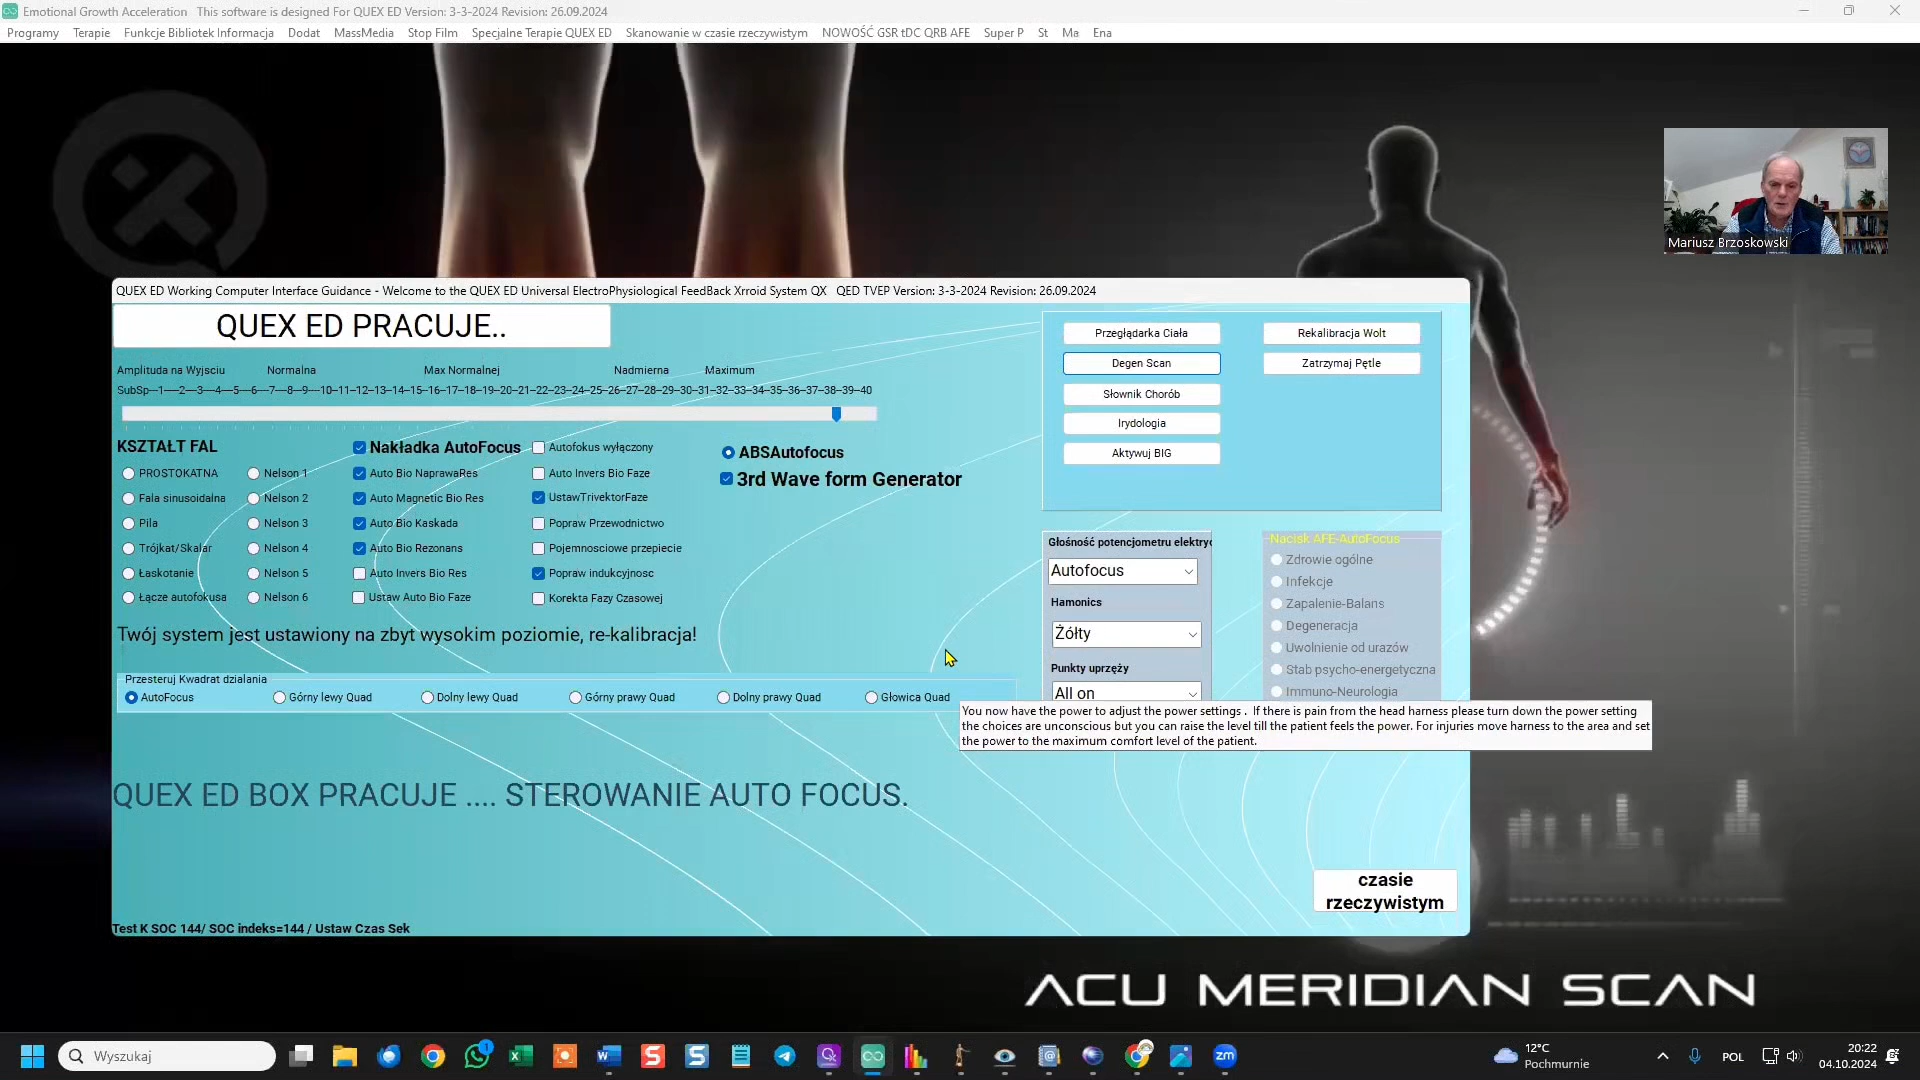 Emotional Growth Acceleration This software is designed For QUEX ED Version: 3-3-2024 Revision: 26.09.2024
Programy Terapie Funkcje Bibliotek Informacja Dodat MassMedia Stop Film Specjalne Terapie QUEX ED Skanowanie w czasie rzeczywistym NOWOŚĆ GSR tDC QRB AFE Super P St Ma Ena
Mariusz Brzoskowski
QUEX ED Working Computer Interface Guidance - Welcome to the QUEX ED Universal ElectroPhysiological FeedBack Xrroid System QX QED TVEP Version: 3-3-2024 Revision: 26.09.2024
QUEX ED PRACUJE..
Amplituda na Wyjsciu Normalna Max Normalnej Nadmierna Maximum
SubSp---1----2---3----4---5---6---7---8---9---10--11--12--13--14--15--16--17--18--19--20--21--22--23--24--25--26--27--28--29--30--31--32--33--34--35--36--37--38--39--40
KSZTAŁT FAL
PROSTOKATNA
Fala sinusoidalna
Pila
Trójkat/Skalar
Łaskotanie
Łącze autofokusa
Nelson 1
Nelson 2
Nelson 3
Nelson 4
Nelson 5
Nelson 6
Nakładka AutoFocus
Auto Bio NaprawaRes
Auto Magnetic Bio Res
Auto Bio Kaskada
Auto Bio Rezonans
Auto Invers Bio Res
Ustaw Auto Bio Faze
Autofokus wyłączony
Auto Invers Bio Faze
UstawTrivektorFaze
Popraw Przewodnictwo
Pojemnosciowe przepiecie
Popraw indukcyjnosc
Korekta Fazy Czasowej
ABSAutofocus
3rd Wave form Generator
Twój system jest ustawiony na zbyt wysokim poziomie, re-kalibracja!
Przesteruj Kwadrat dzialania
AutoFocus Górny lewy Quad Dolny lewy Quad Górny prawy Quad Dolny prawy Quad Głowica Quad
Przeglądarka Ciała
Degen Scan
Słownik Chorób
Irydologia
Aktywuj BIG
Rekalibracja Wolt
Zatrzymaj Pętle
Głośność potencjometru elektryc
Autofocus
Hamonics
Żółty
Punkty uprzęży
All on
Nacisk AFE-AutoFocus
Zdrowie ogólne
Infekcje
Zapalenie-Balans
Degeneracja
Uwolnienie od urazów
Stab psycho-energetyczna
Immuno-Neurologia
You now have the power to adjust the power settings . If there is pain from the head harness please turn down the power setting
the choices are unconscious but you can raise the level till the patient feels the power. For injuries move harness to the area and set
the power to the maximum comfort level of the patient.
QUEX ED BOX PRACUJE .... STEROWANIE AUTO FOCUS.
czasie
rzeczywistym
Test K SOC 144/ SOC indeks=144 / Ustaw Czas Sek
ACU MERIDIAN SCAN
Wyszukaj
12°C
Pochmurnie
POL
20:22
04.10.2024